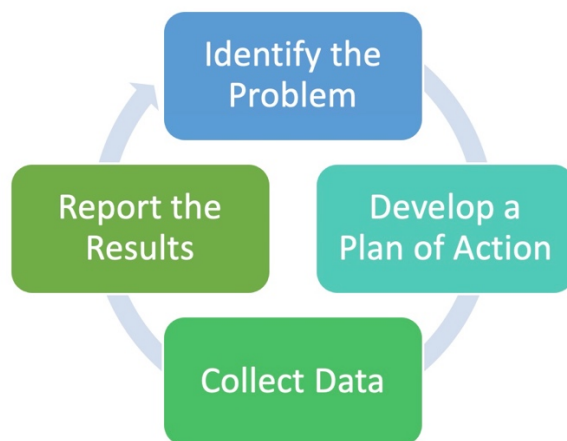 Identify the
Problem
Develop a
Plan of Action
Collect Data
Report the
Results